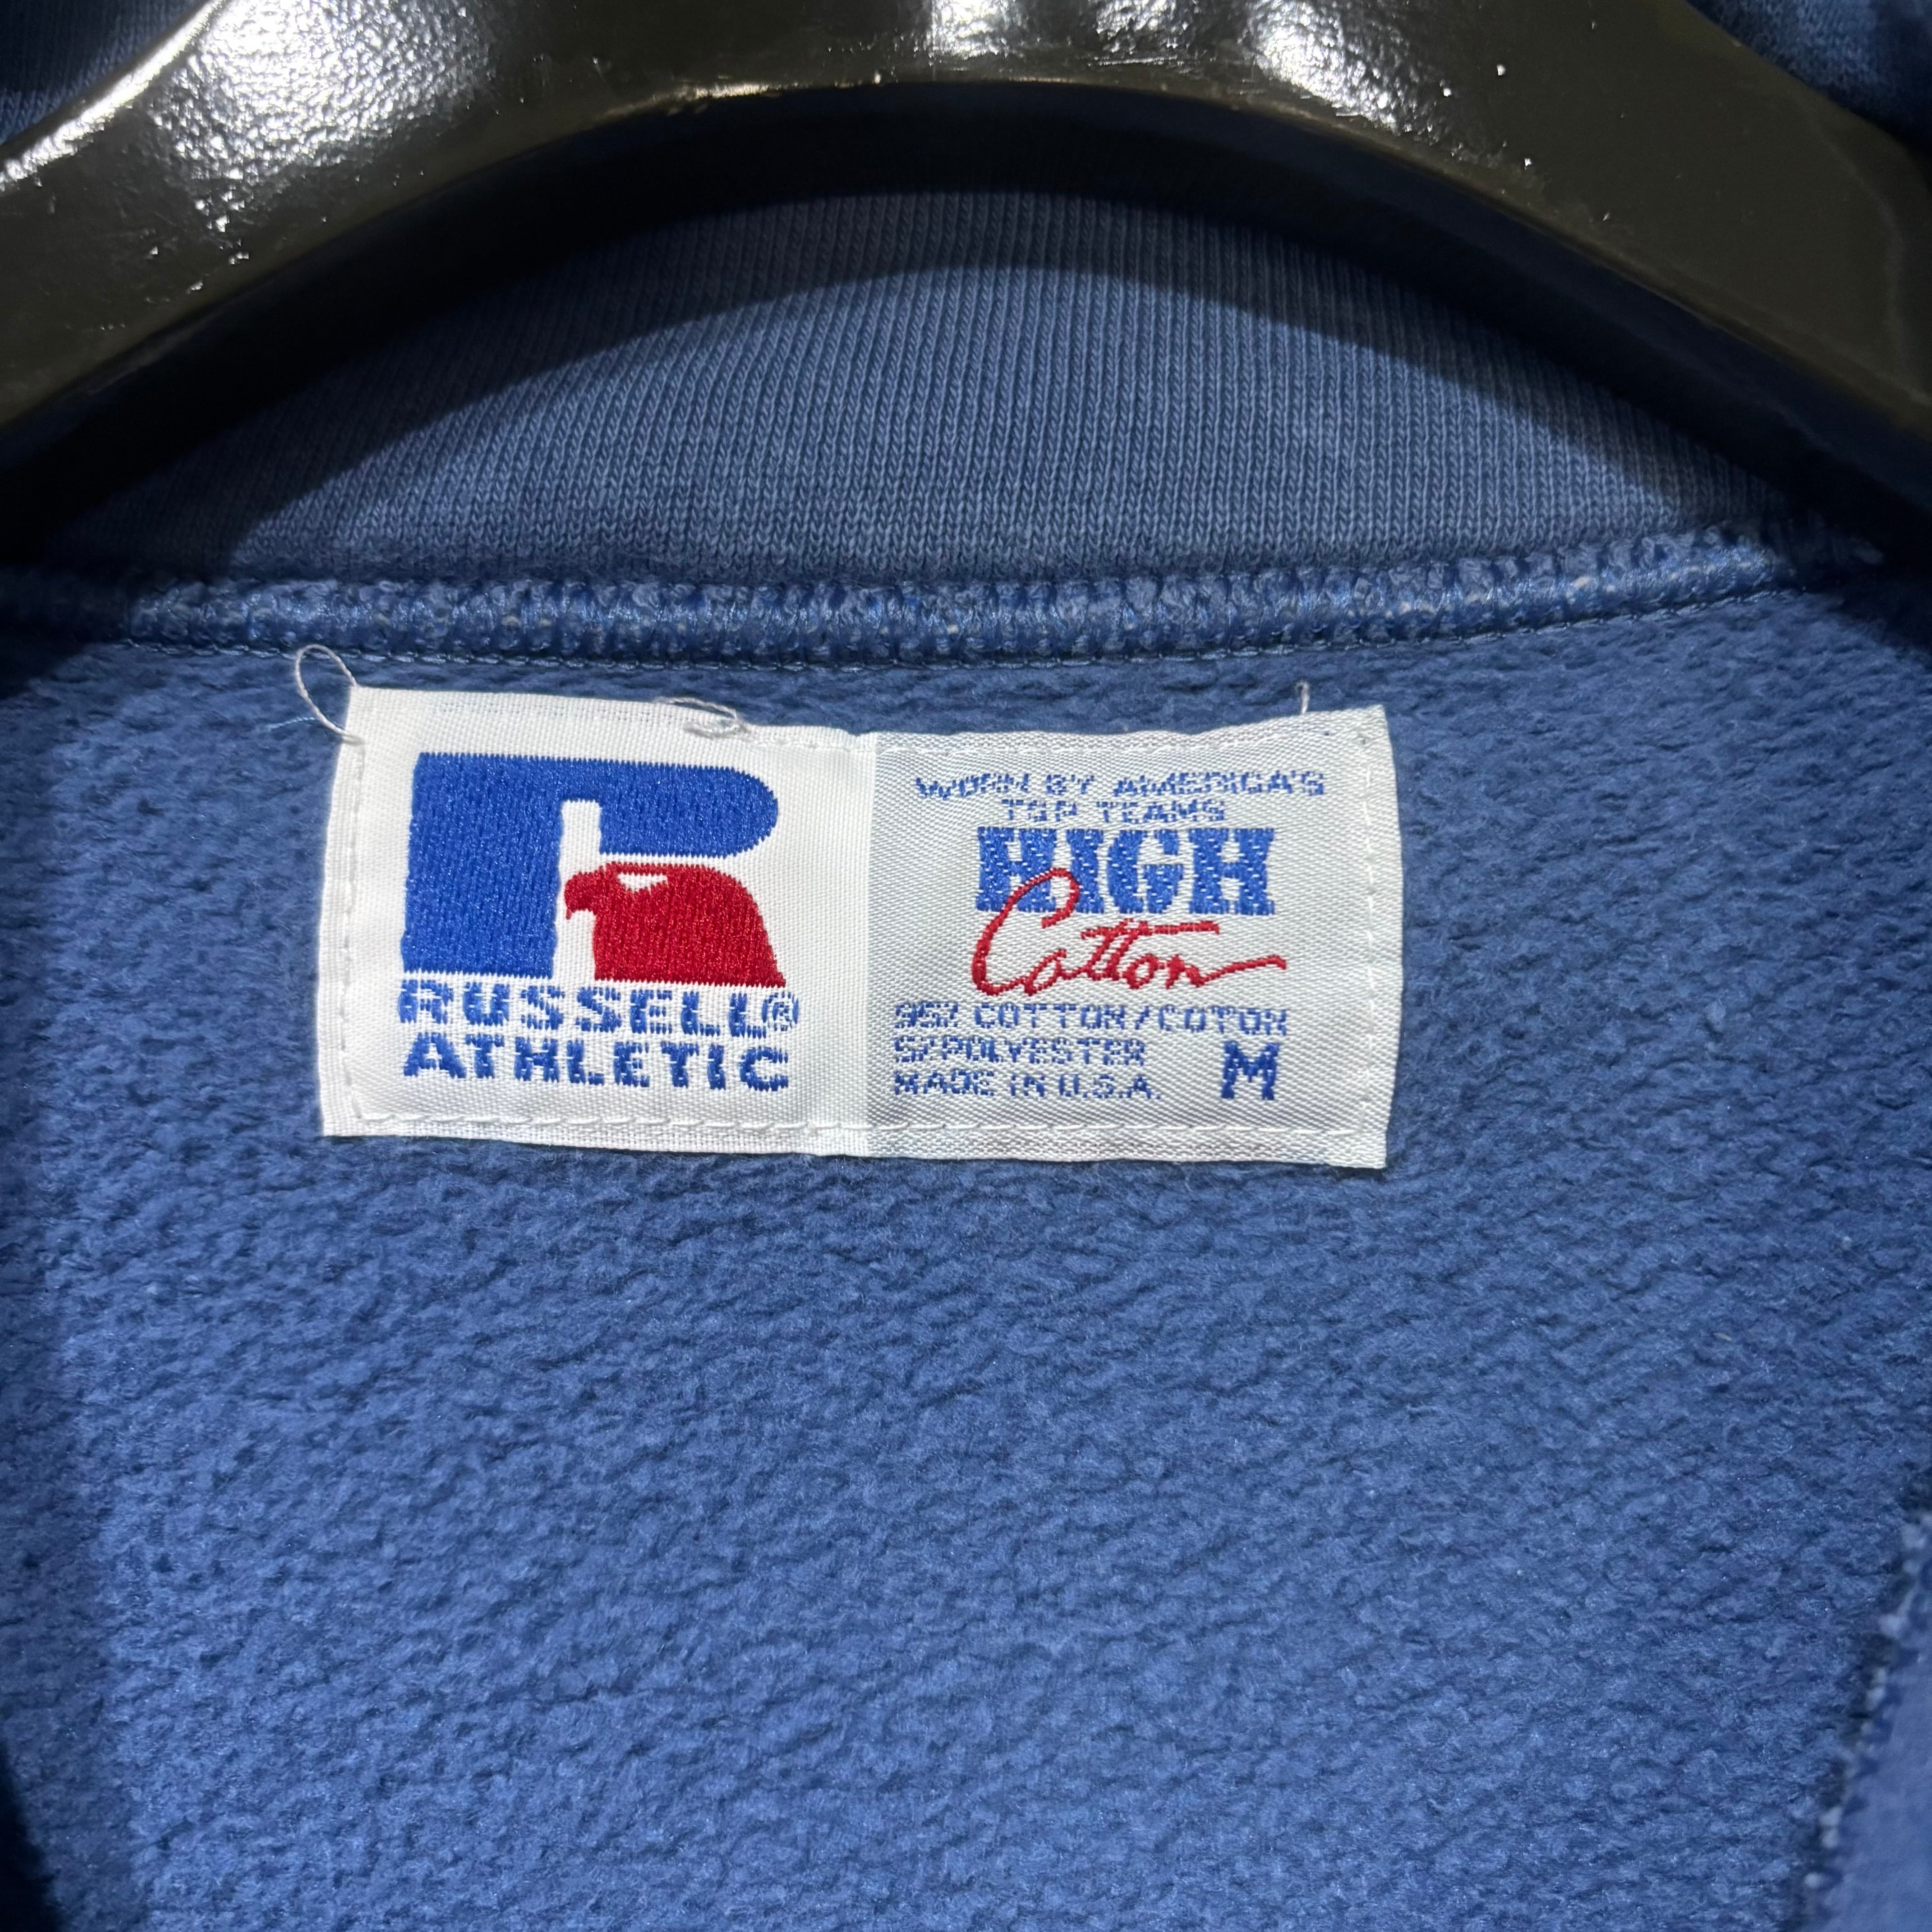 RUSSELL®
ATHLETIC
WORN BY AMERICA'S
TOP TEAMS
HIGH
Cotton
95% COTTON/COTON
5%POLYESTER
MADE IN U.S.A.
M